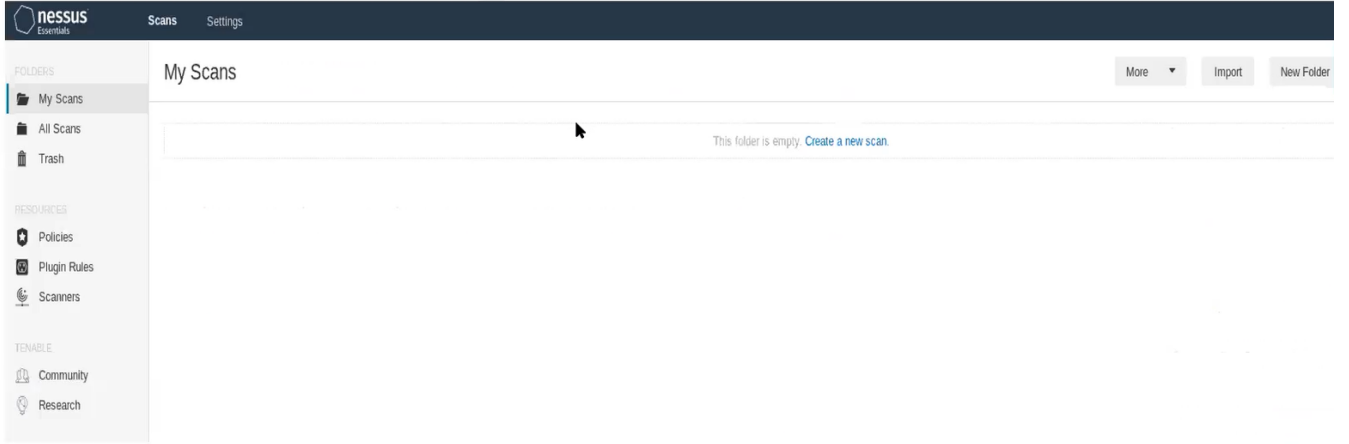 nessus
Essentials
Scans Settings
FOLDERS
My Scans
All Scans
Trash
RESOURCES
Policies
Plugin Rules
Scanners
TENABLE
Community
Research
My Scans
More Import New Folder
This folder is empty. Create a new scan.